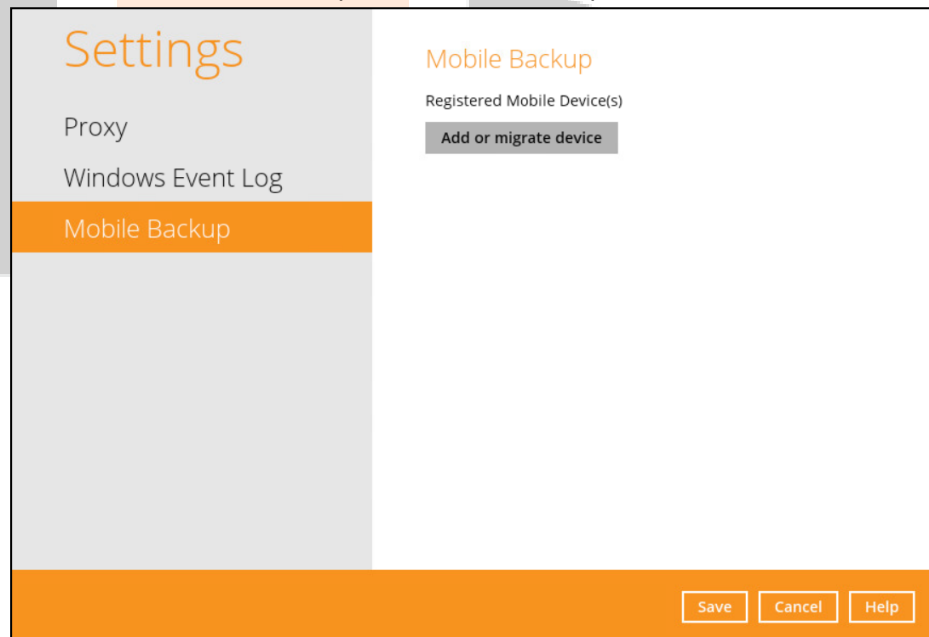 Settings
Proxy
Windows Event Log
Mobile Backup
Mobile Backup
Registered Mobile Device(s)
Add or migrate device
Save
Cancel
Help